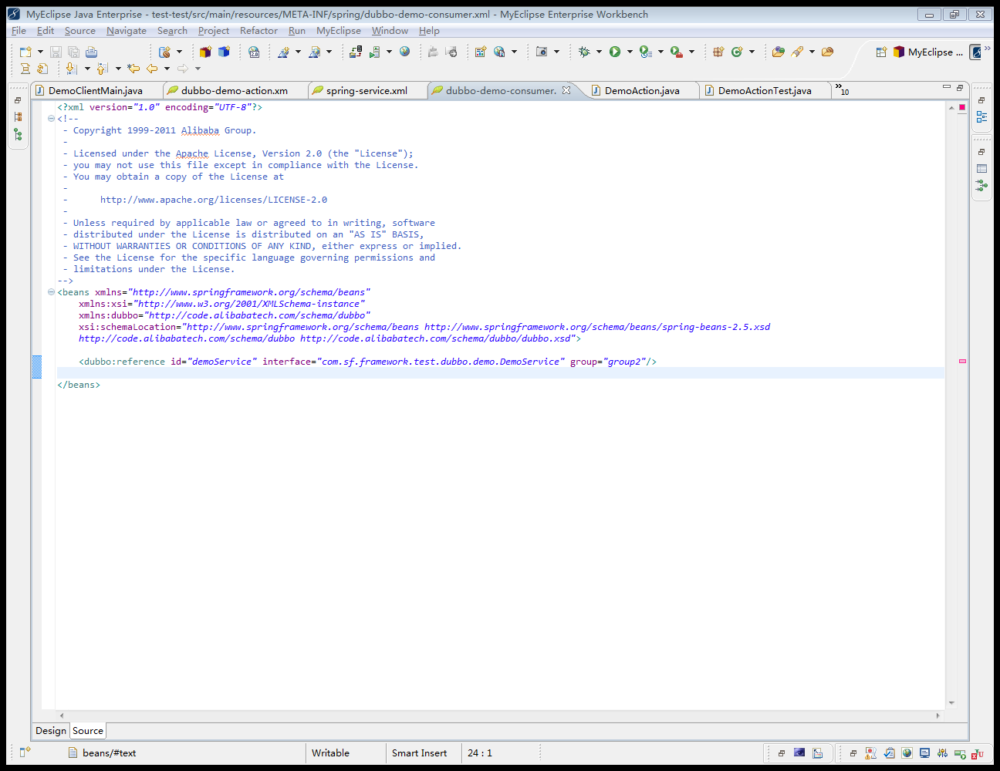 MyEclipse Java Enterprise - test-test/src/main/resources/META-INF/spring/dubbo-demo-consumer.xml - MyEclipse Enterprise Workbench
File Edit Source Navigate Search Project Refactor Run MyEclipse Window Help
MyEclipse ...
DemoClientMain.java dubbo-demo-action.xm spring-service.xml dubbo-demo-consumer. DemoAction.java DemoActionTest.java »10
<?xml version="1.0" encoding="UTF-8"?>
<!--
- Copyright 1999-2011 Alibaba Group.
-
- Licensed under the Apache License, Version 2.0 (the "License");
- you may not use this file except in compliance with the License.
- You may obtain a copy of the License at
-
- http://www.apache.org/licenses/LICENSE-2.0
-
- Unless required by applicable law or agreed to in writing, software
- distributed under the License is distributed on an "AS IS" BASIS,
- WITHOUT WARRANTIES OR CONDITIONS OF ANY KIND, either express or implied.
- See the License for the specific language governing permissions and
- limitations under the License.
-->
<beans xmlns="http://www.springframework.org/schema/beans"
xmlns:xsi="http://www.w3.org/2001/XMLSchema-instance"
xmlns:dubbo="http://code.alibabatech.com/schema/dubbo"
xsi:schemaLocation="http://www.springframework.org/schema/beans http://www.springframework.org/schema/beans/spring-beans-2.5.xsd
http://code.alibabatech.com/schema/dubbo http://code.alibabatech.com/schema/dubbo/dubbo.xsd">
<dubbo:reference id="demoService" interface="com.sf.framework.test.dubbo.demo.DemoService" group="group2"/>
</beans>
Design Source
beans/#text Writable Smart Insert 24 : 1